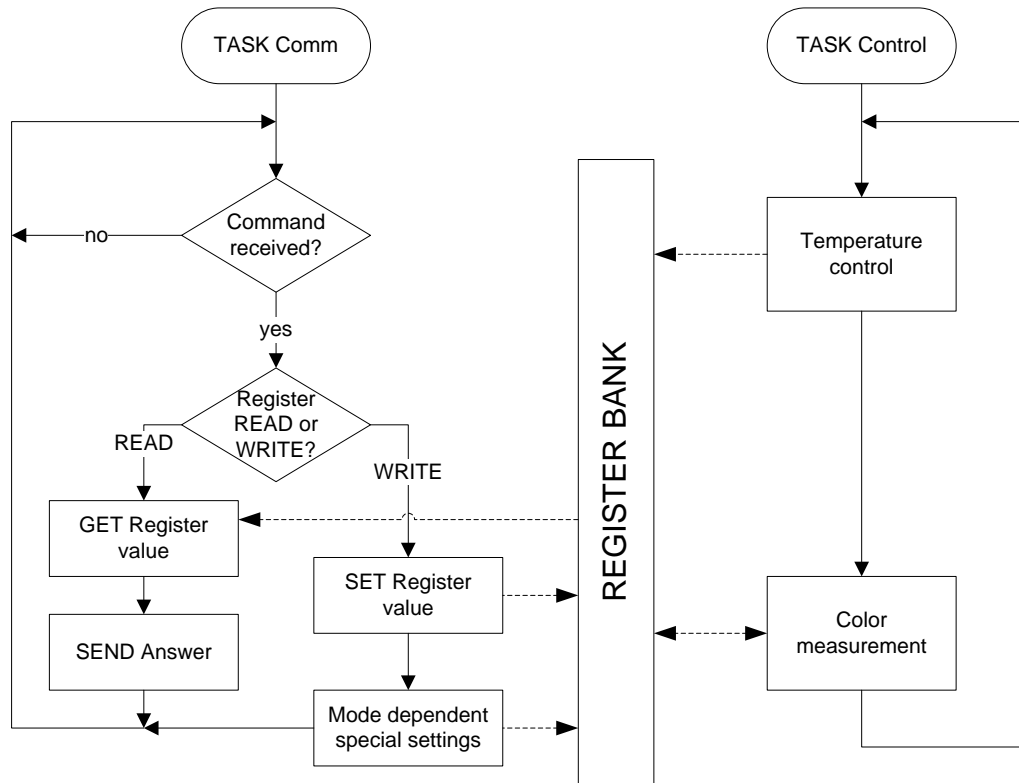 TASK Comm
TASK Control
Command
received?
no
yes
Temperature
control
Register
READ or
WRITE?
READ
WRITE
REGISTER BANK
GET Register
value
SET Register
value
SEND Answer
Color
measurement
Mode dependent
special settings